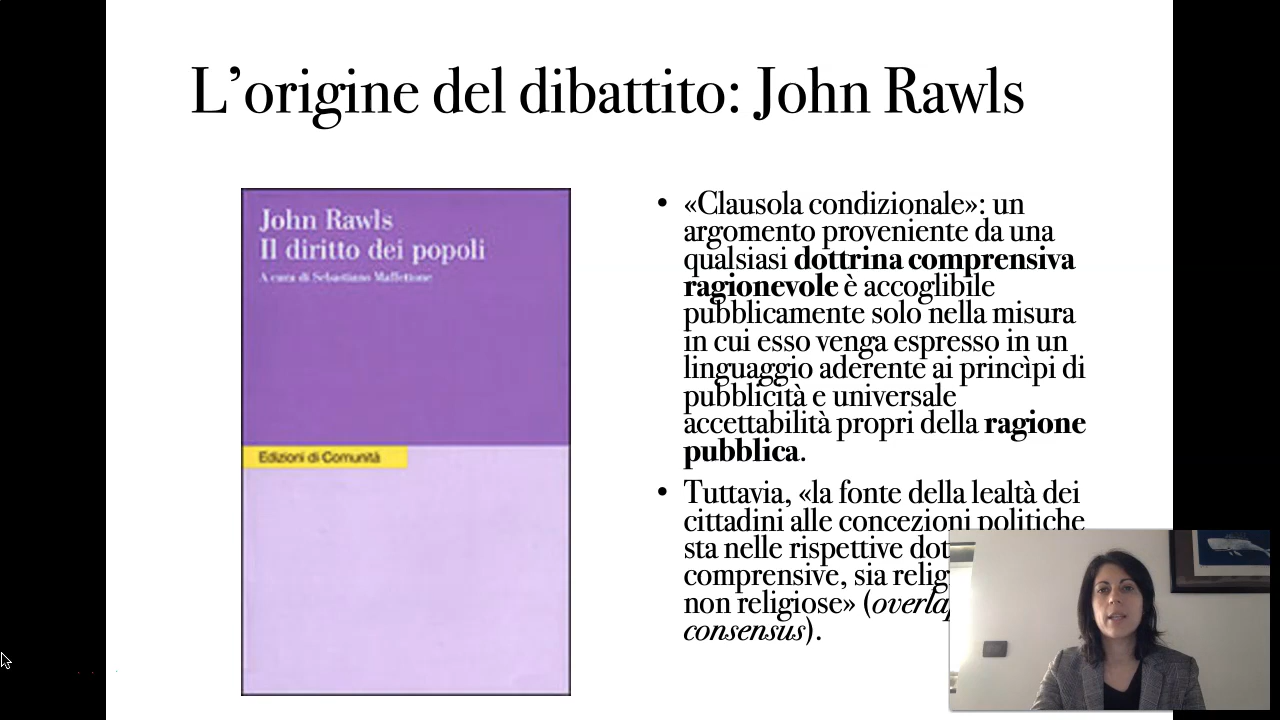 L’origine del dibattito: John Rawls
John Rawls
Il diritto dei popoli
A cura di Sebastiano Maffettone
Edizioni di Comunità
• «Clausola condizionale»: un
argomento proveniente da una
qualsiasi dottrina comprensiva
ragionevole è accoglibile
pubblicamente solo nella misura
in cui esso venga espresso in un
linguaggio aderente ai princìpi di
pubblicità e universale
accettabilità propri della ragione
pubblica.
• Tuttavia, «la fonte della lealtà dei
cittadini alle concezioni politiche
sta nelle rispettive
comprensive, sia
non religiose» (
consensus).